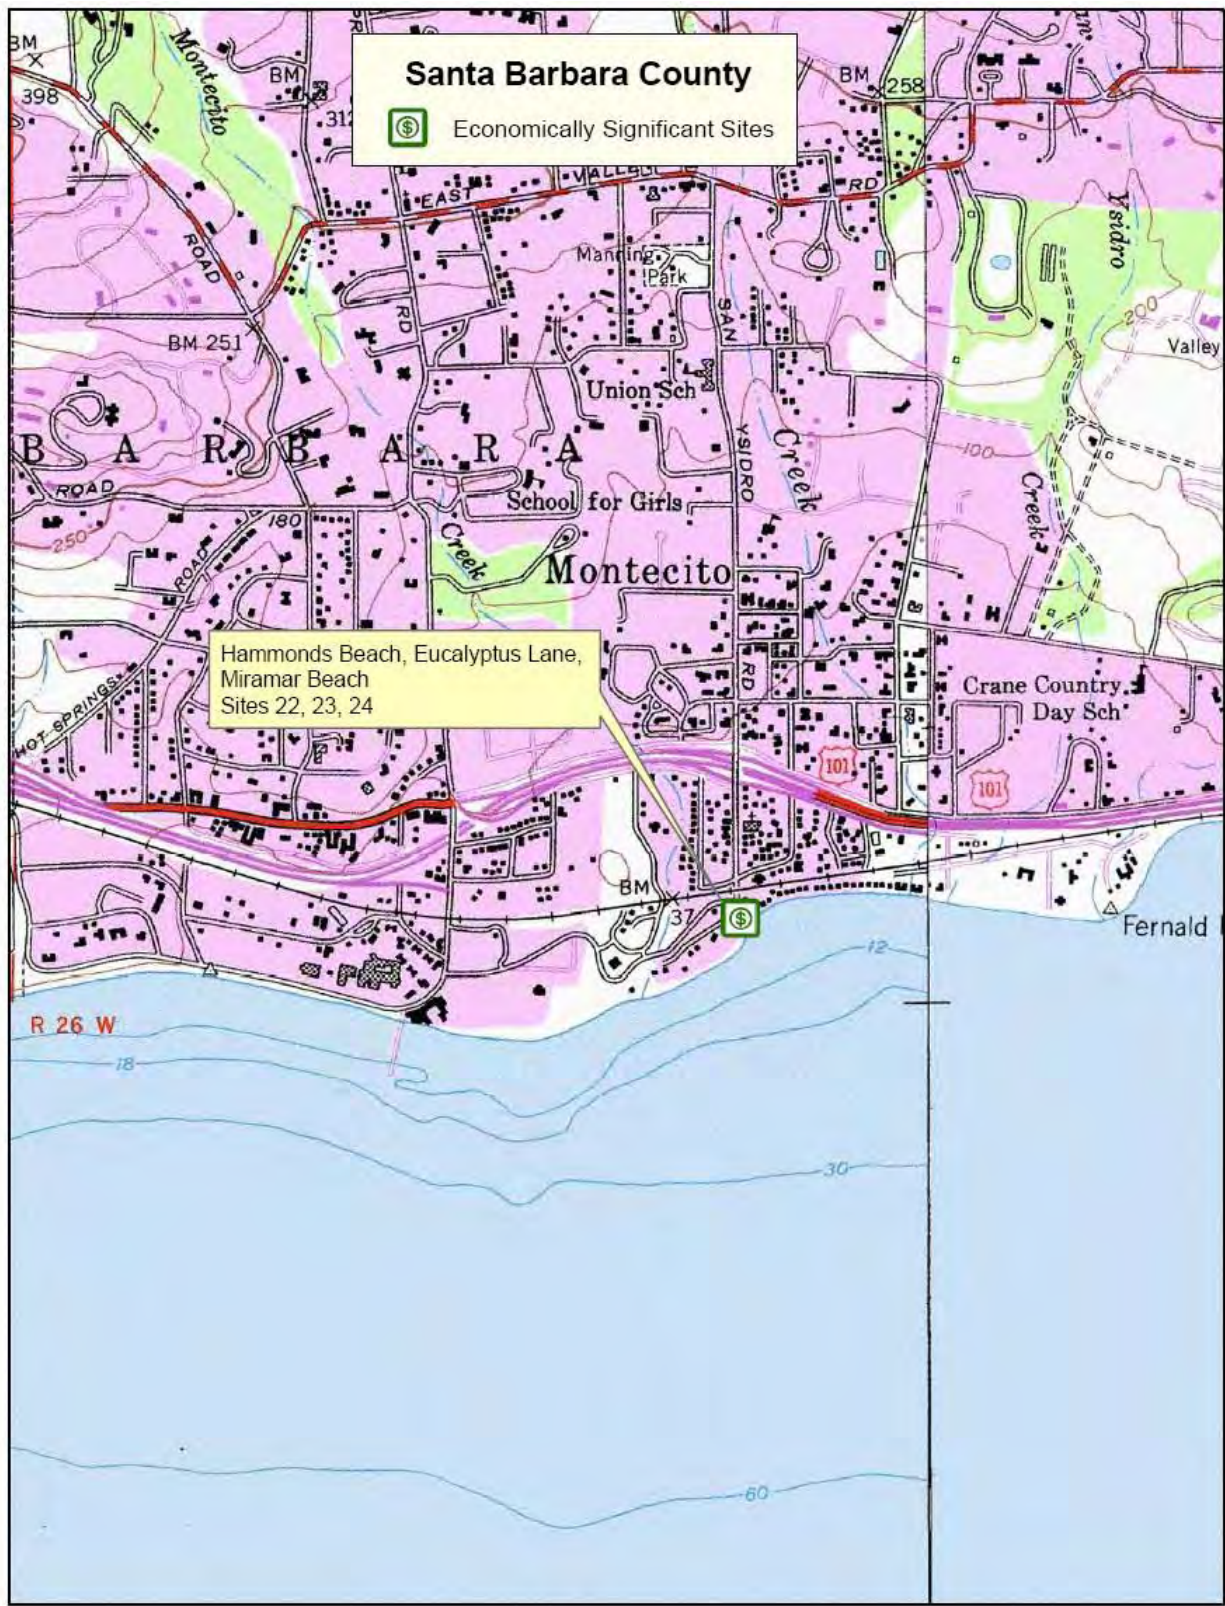 Santa Barbara County
$ Economically Significant Sites
BM
398
Montecito
BM
BM
258
EAST
RD
ROAD
Manning
Park
Ysidro
BM 251
RD
SAN
200
Valley
Union Sch
B A R B A R A
YSIDRO
Creek
100
ROAD
School for Girls
Creek
180
250
ROAD
Creek
Montecito
Hammonds Beach, Eucalyptus Lane,
Miramar Beach
Sites 22, 23, 24
RD
Crane Country
Day Sch
HOT SPRINGS
101
101
BM
37
$
Fernald
12
R 26 W
18
30
60